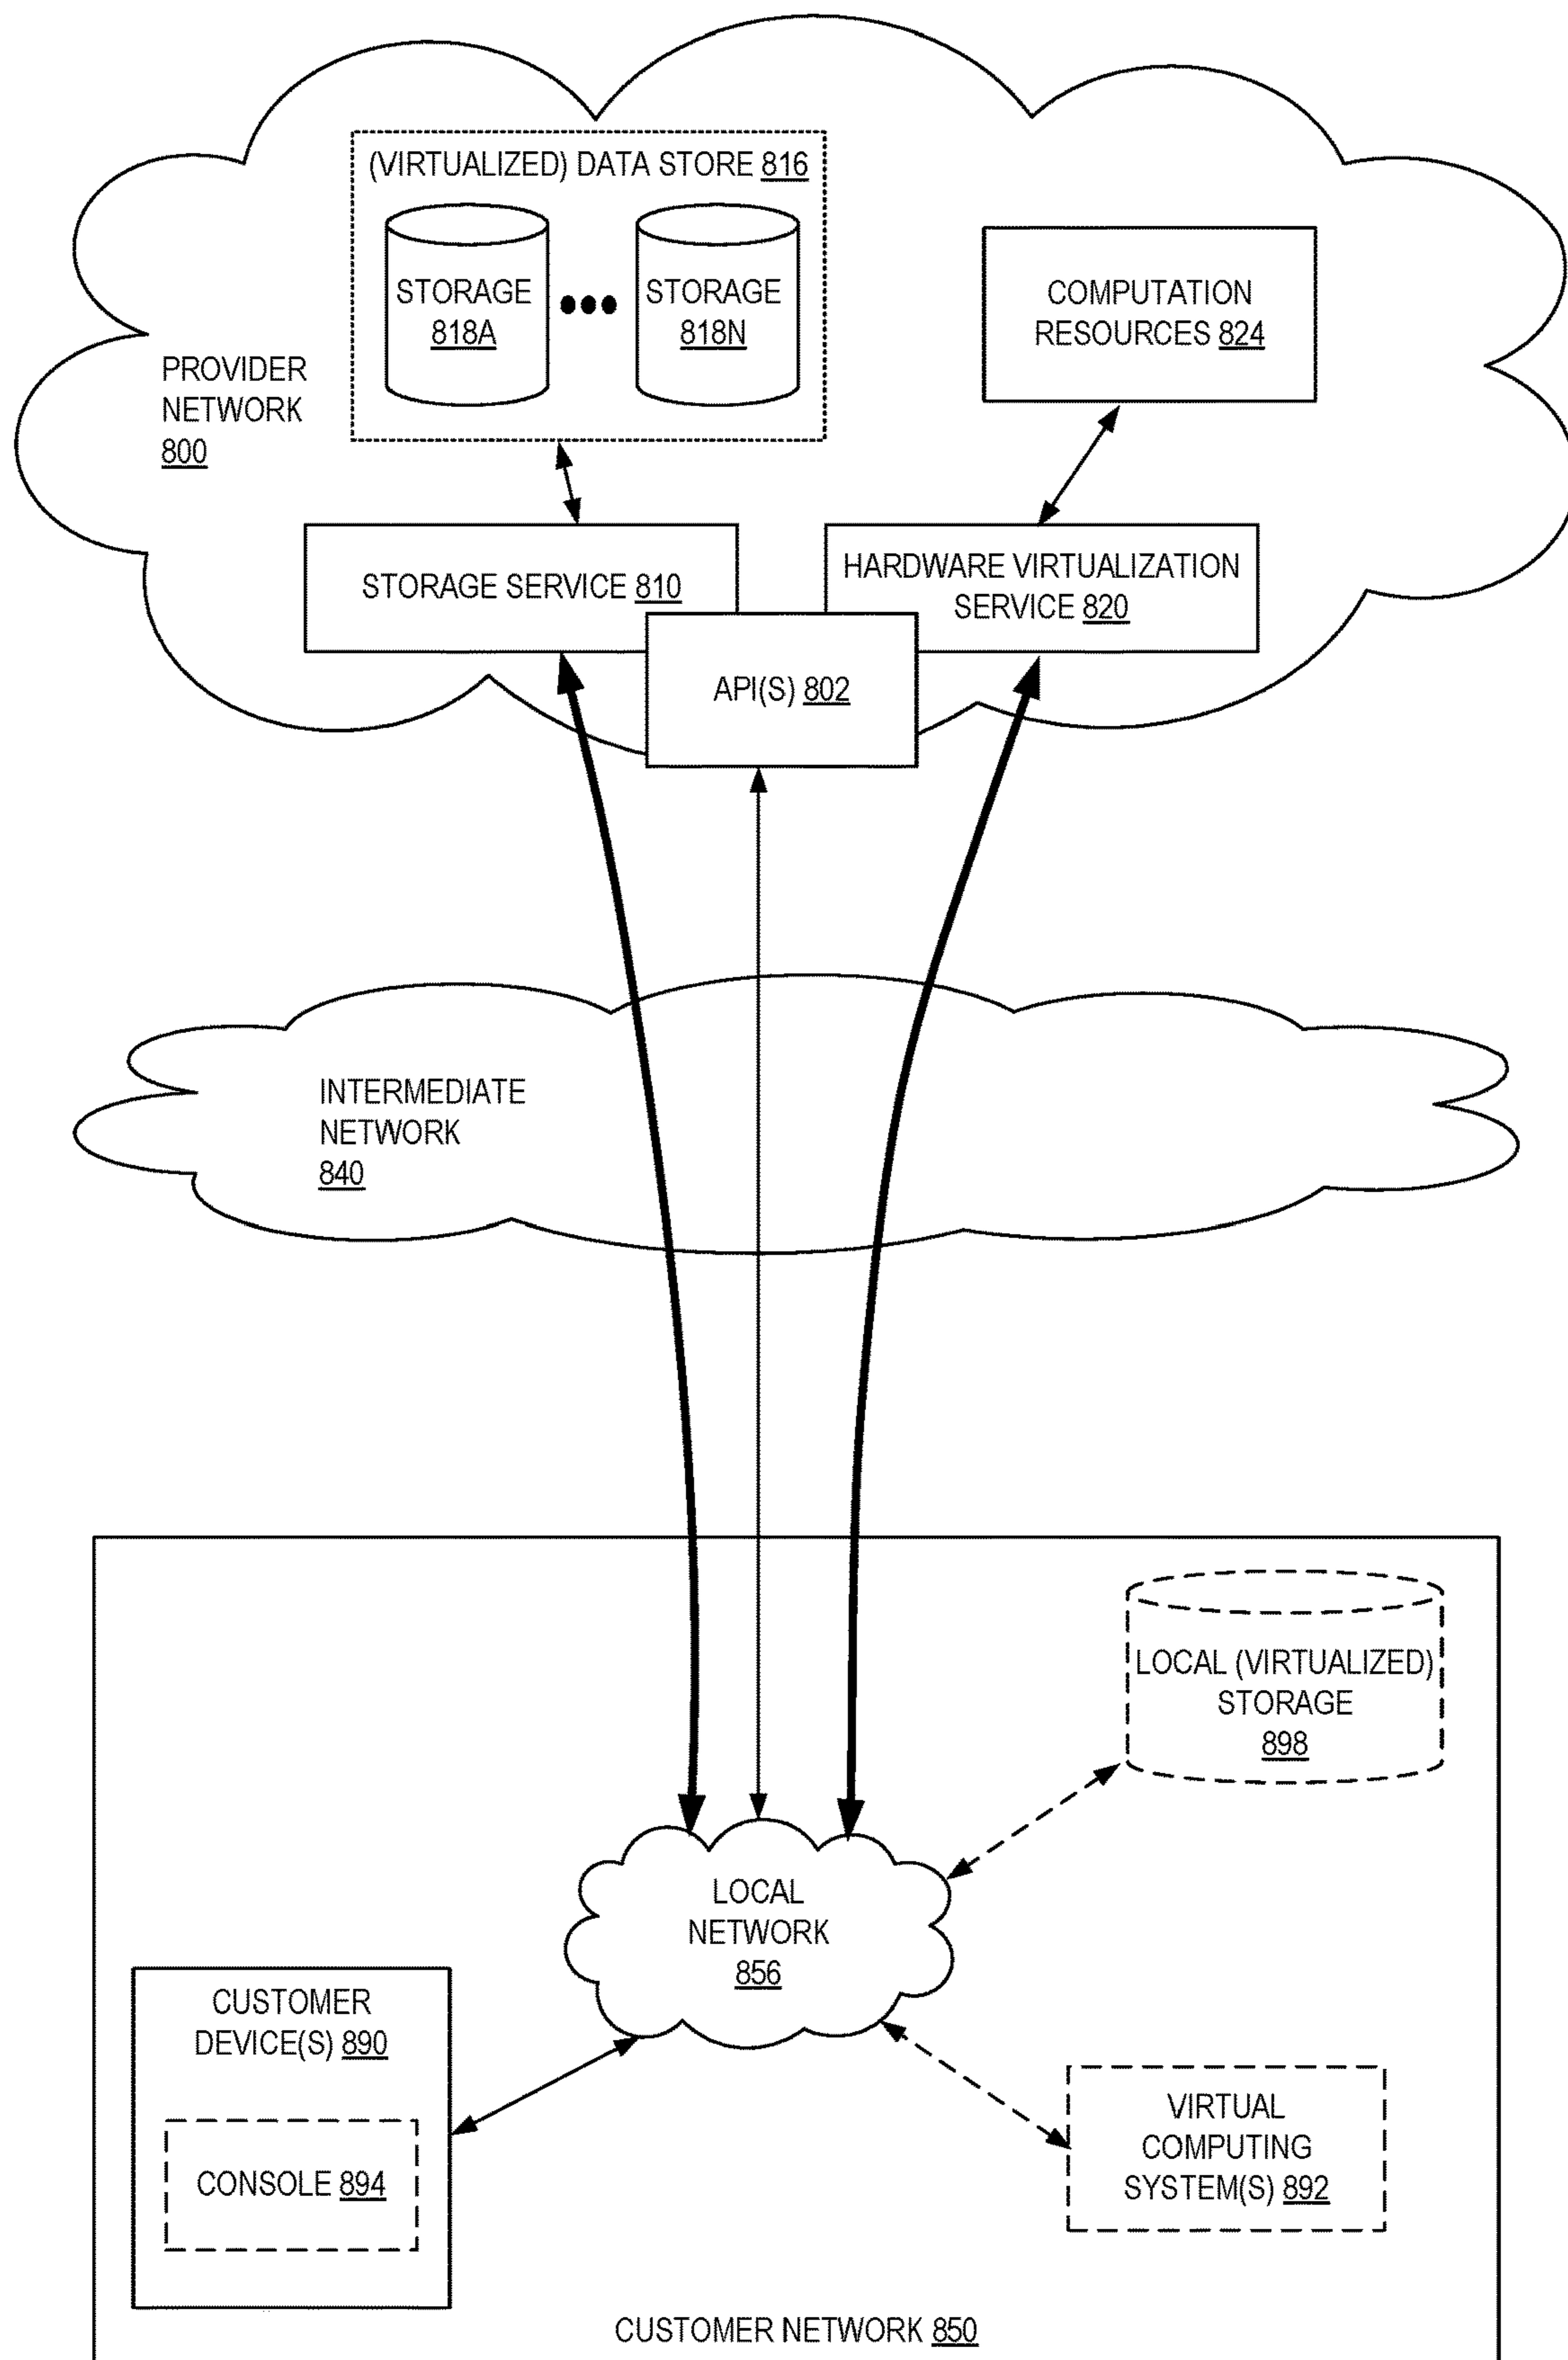 (VIRTUALIZED) DATA STORE 816
STORAGE
818A
STORAGE
818N
COMPUTATION
RESOURCES 824
PROVIDER
NETWORK
800
STORAGE SERVICE 810
HARDWARE VIRTUALIZATION
SERVICE 820
API(S) 802
INTERMEDIATE
NETWORK
840
LOCAL (VIRTUALIZED)
STORAGE
898
LOCAL
NETWORK
856
CUSTOMER
DEVICE(S) 890
CONSOLE 894
VIRTUAL
COMPUTING
SYSTEM(S) 892
CUSTOMER NETWORK 850